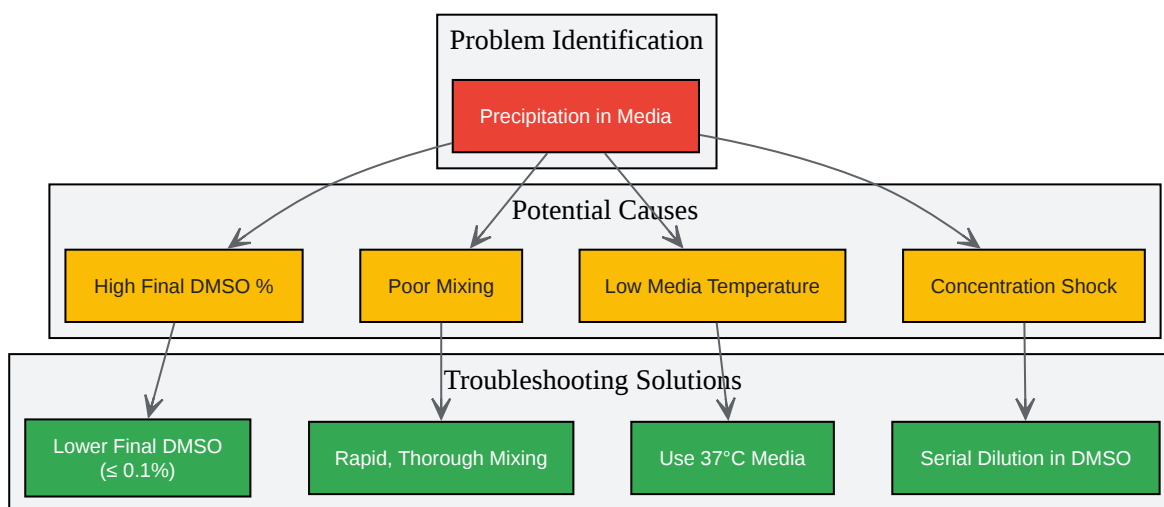 Problem Identification
Precipitation in Media
Potential Causes
High Final DMSO %
Poor Mixing
Low Media Temperature
Concentration Shock
Troubleshooting Solutions
Lower Final DMSO
(≤ 0.1%)
Rapid, Thorough Mixing
Use 37°C Media
Serial Dilution in DMSO